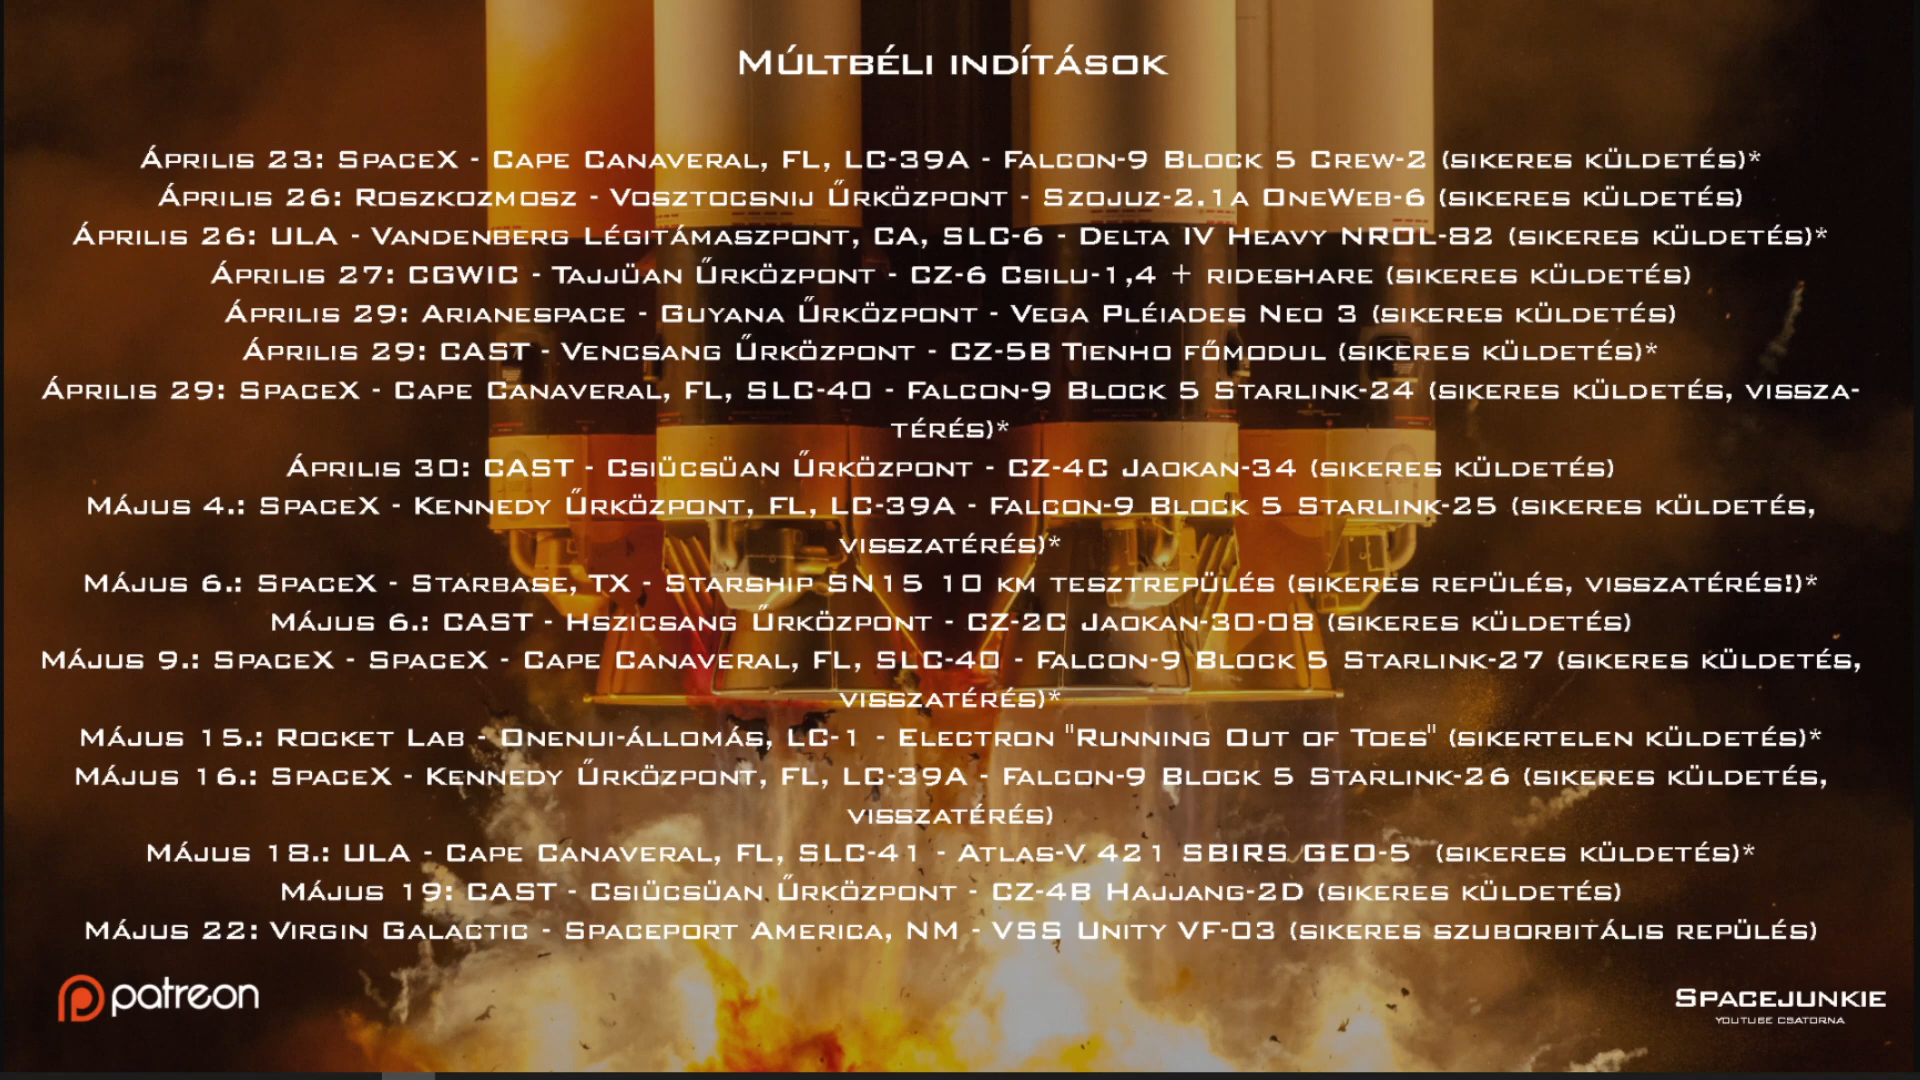 Múltbéli indítások
Április 23: SpaceX - Cape Canaveral, FL, LC-39A - Falcon-9 Block 5 Crew-2 (sikeres küldetés)*
Április 26: Roszkozmosz - Vosztocsnij Űrközpont - Szojuz-2.1a OneWeb-6 (sikeres küldetés)
Április 26: ULA - Vandenberg Légitámaszpont, CA, SLC-6 - Delta IV Heavy NROL-82 (sikeres küldetés)*
Április 27: CGWIC - Tajjüan Űrközpont - CZ-6 Csilu-1,4 + rideshare (sikeres küldetés)
Április 29: Arianespace - Guyana Űrközpont - Vega Pléiades Neo 3 (sikeres küldetés)
Április 29: CAST - Vencsang Űrközpont - CZ-5B Tienho főmodul (sikeres küldetés)*
Április 29: SpaceX - Cape Canaveral, FL, SLC-40 - Falcon-9 Block 5 Starlink-24 (sikeres küldetés, vissza-
térés)*
Április 30: CAST - Csiücsüan Űrközpont - CZ-4C Jaokan-34 (sikeres küldetés)
Május 4.: SpaceX - Kennedy Űrközpont, FL, LC-39A - Falcon-9 Block 5 Starlink-25 (sikeres küldetés,
visszatérés)*
Május 6.: SpaceX - Starbase, TX - Starship SN15 10 km tesztrepülés (sikeres repülés, visszatérés!)*
Május 6.: CAST - Hszicsang Űrközpont - CZ-2C Jaokan-30-08 (sikeres küldetés)
Május 9.: SpaceX - SpaceX - Cape Canaveral, FL, SLC-40 - Falcon-9 Block 5 Starlink-27 (sikeres küldetés,
visszatérés)*
Május 15.: Rocket Lab - Onenui-állomás, LC-1 - Electron "Running Out of Toes" (sikertelen küldetés)*
Május 16.: SpaceX - Kennedy Űrközpont, FL, LC-39A - Falcon-9 Block 5 Starlink-26 (sikeres küldetés,
visszatérés)
Május 18.: ULA - Cape Canaveral, FL, SLC-41 - Atlas-V 421 SBIRS GEO-5 (sikeres küldetés)*
Május 19: CAST - Csiücsüan Űrközpont - CZ-4B Hajjang-2D (sikeres küldetés)
Május 22: Virgin Galactic - Spaceport America, NM - VSS Unity VF-03 (sikeres szuborbitális repülés)
patreon
Spacejunkie
YouTube csatorna